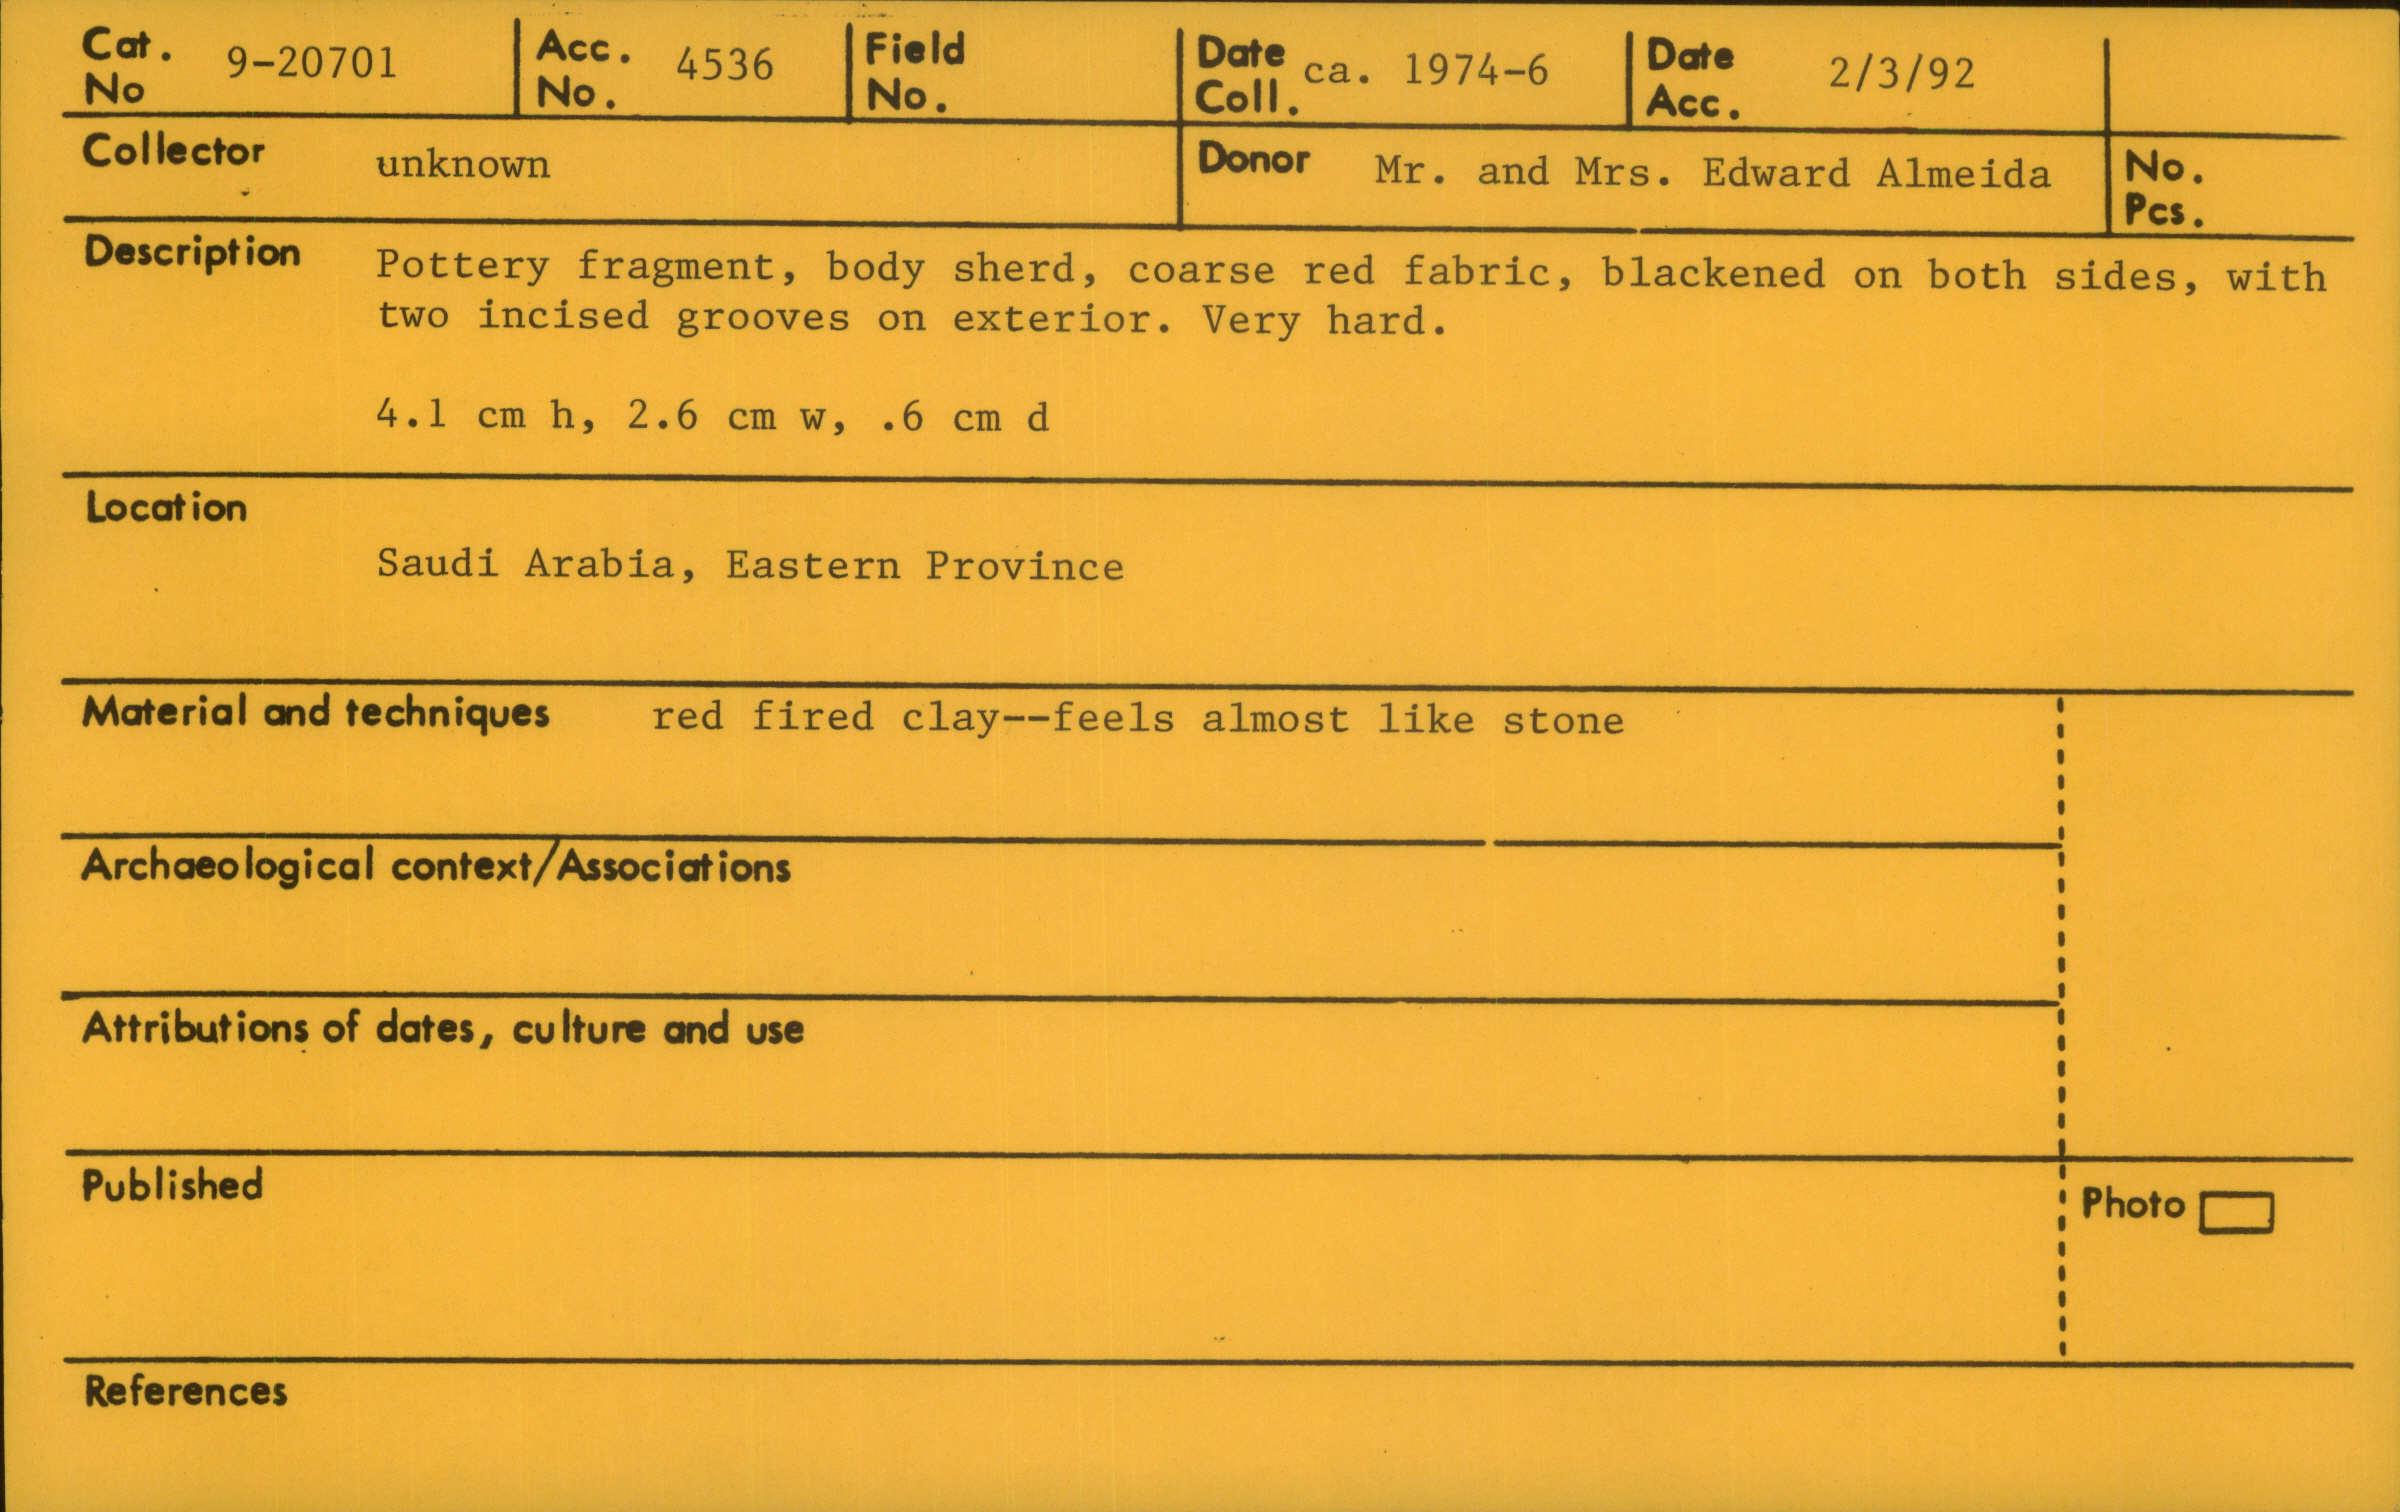 Cat. No 9-20701 Acc. No. 4536 Field No. Date Coll. ca. 1974-6 Date Acc. 2/3/92
Collector unknown Donor Mr. and Mrs. Edward Almeida No. Pcs.
Description Pottery fragment, body sherd, coarse red fabric, blackened on both sides, with
two incised grooves on exterior. Very hard.
4.1 cm h, 2.6 cm w, .6 cm d
Location
Saudi Arabia, Eastern Province
Material and techniques red fired clay--feels almost like stone
Archaeological context/Associations
Attributions of dates, culture and use
Published
Photo
References